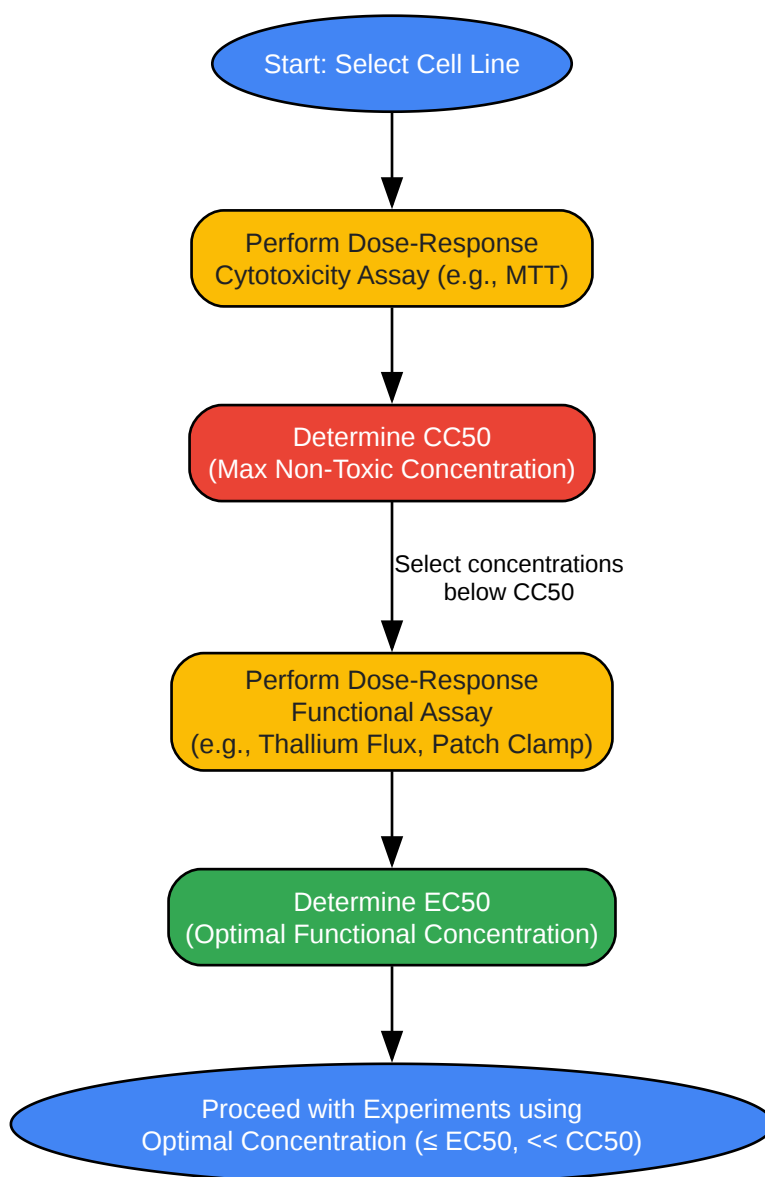 Start: Select Cell Line
Perform Dose-Response
Cytotoxicity Assay (e.g., MTT)
Determine CC50
(Max Non-Toxic Concentration)
Select concentrations
below CC50
Perform Dose-Response
Functional Assay
(e.g., Thallium Flux, Patch Clamp)
Determine EC50
(Optimal Functional Concentration)
Proceed with Experiments using
Optimal Concentration (≤ EC50, << CC50)